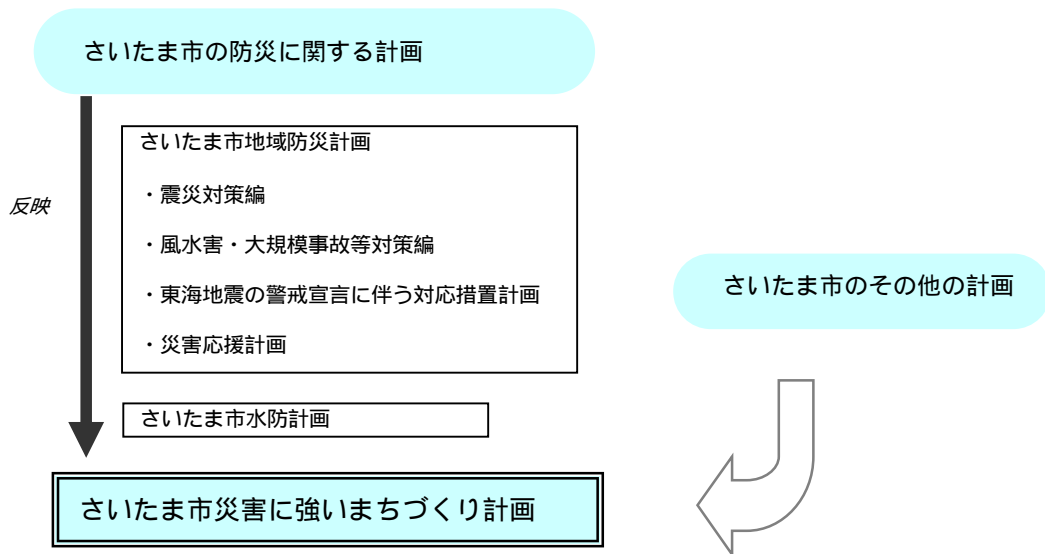 さいたま市の防災に関する計画
さいたま市地域防災計画
・震災対策編
反映
・風水害・大規模事故等対策編
さいたま市のその他の計画
・東海地震の警戒宣言に伴う対応措置計画
・災害応援計画
さいたま市水防計画
さいたま市災害に強いまちづくり計画